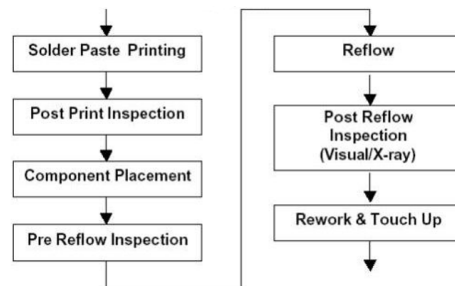 Solder Paste Printing
Post Print Inspection
Component Placement
Pre Reflow Inspection
Reflow
Post Reflow
Inspection
(Visual/X-ray)
Rework & Touch Up